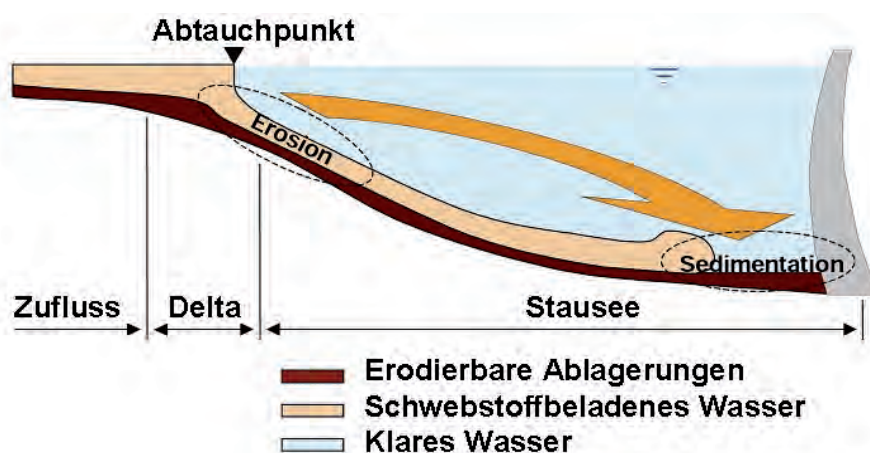 Abtauchpunkt
Erosion
Sedimentation
Zufluss
Delta
Stausee
Erodierbare Ablagerungen
Schwebstoffbeladenes Wasser
Klares Wasser